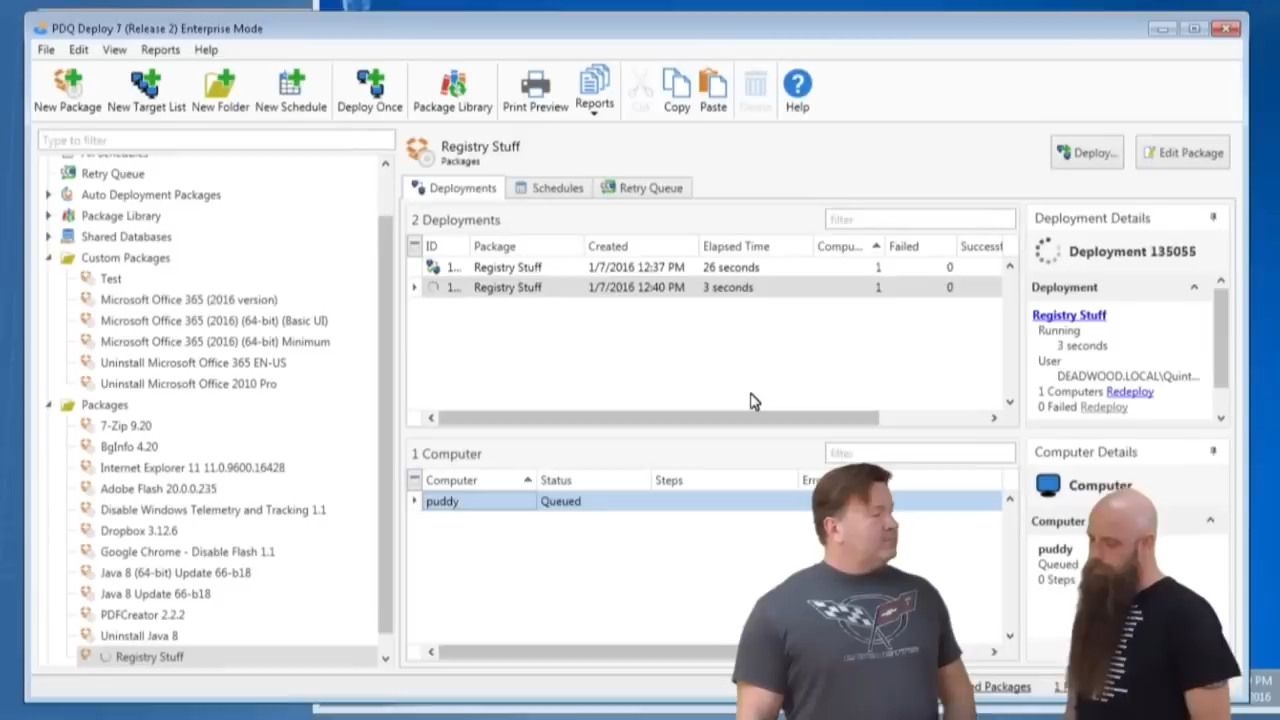 PDQ Deploy 7 (Release 2) Enterprise Mode
File Edit View Reports Help
New Package New Target List New Folder New Schedule Deploy Once Package Library Print Preview Reports Cut Copy Paste Delete Help
Type to filter
All Schedules
Retry Queue
Auto Deployment Packages
Package Library
Shared Databases
Custom Packages
Test
Microsoft Office 365 (2016 version)
Microsoft Office 365 (2016) (64-bit) (Basic UI)
Microsoft Office 365 (2016) (64-bit) Minimum
Uninstall Microsoft Office 365 EN-US
Uninstall Microsoft Office 2010 Pro
Packages
7-Zip 9.20
BgInfo 4.20
Internet Explorer 11 11.0.9600.16428
Adobe Flash 20.0.0.235
Disable Windows Telemetry and Tracking 1.1
Dropbox 3.12.6
Google Chrome - Disable Flash 1.1
Java 8 (64-bit) Update 66-b18
Java 8 Update 66-b18
PDFCreator 2.2.2
Uninstall Java 8
Registry Stuff
Registry Stuff
Packages
Deploy... Edit Package
Deployments Schedules Retry Queue
2 Deployments filter
ID Package Created Elapsed Time Compu... Failed Success
1... Registry Stuff 1/7/2016 12:37 PM 26 seconds 1 0
1... Registry Stuff 1/7/2016 12:40 PM 3 seconds 1 0
1 Computer filter
Computer Status Steps Err
puddy Queued
Deployment Details
Deployment 135055
Deployment
Registry Stuff
Running
3 seconds
User
DEADWOOD.LOCAL\Quint...
1 Computers Redeploy
0 Failed Redeploy
Computer Details
Computer
Computer
puddy
Queued
0 Steps
d Packages
PM
2016